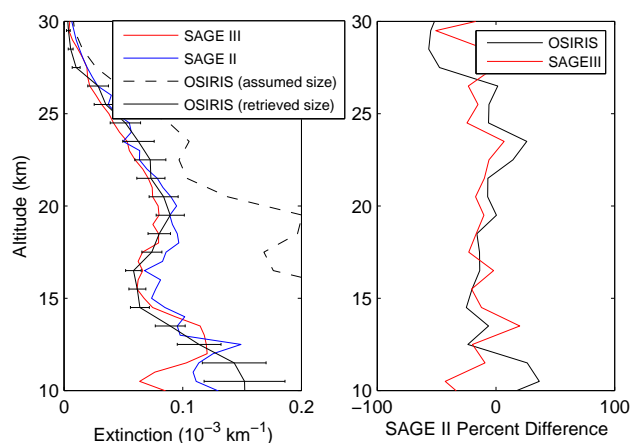 30
25
20
15
10
Altitude (km)
0
0.1
0.2
Extinction (10⁻³ km⁻¹)
SAGE III
SAGE II
OSIRIS (assumed size)
OSIRIS (retrieved size)
30
25
20
15
10
-100
0
100
SAGE II Percent Difference
OSIRIS
SAGEIII